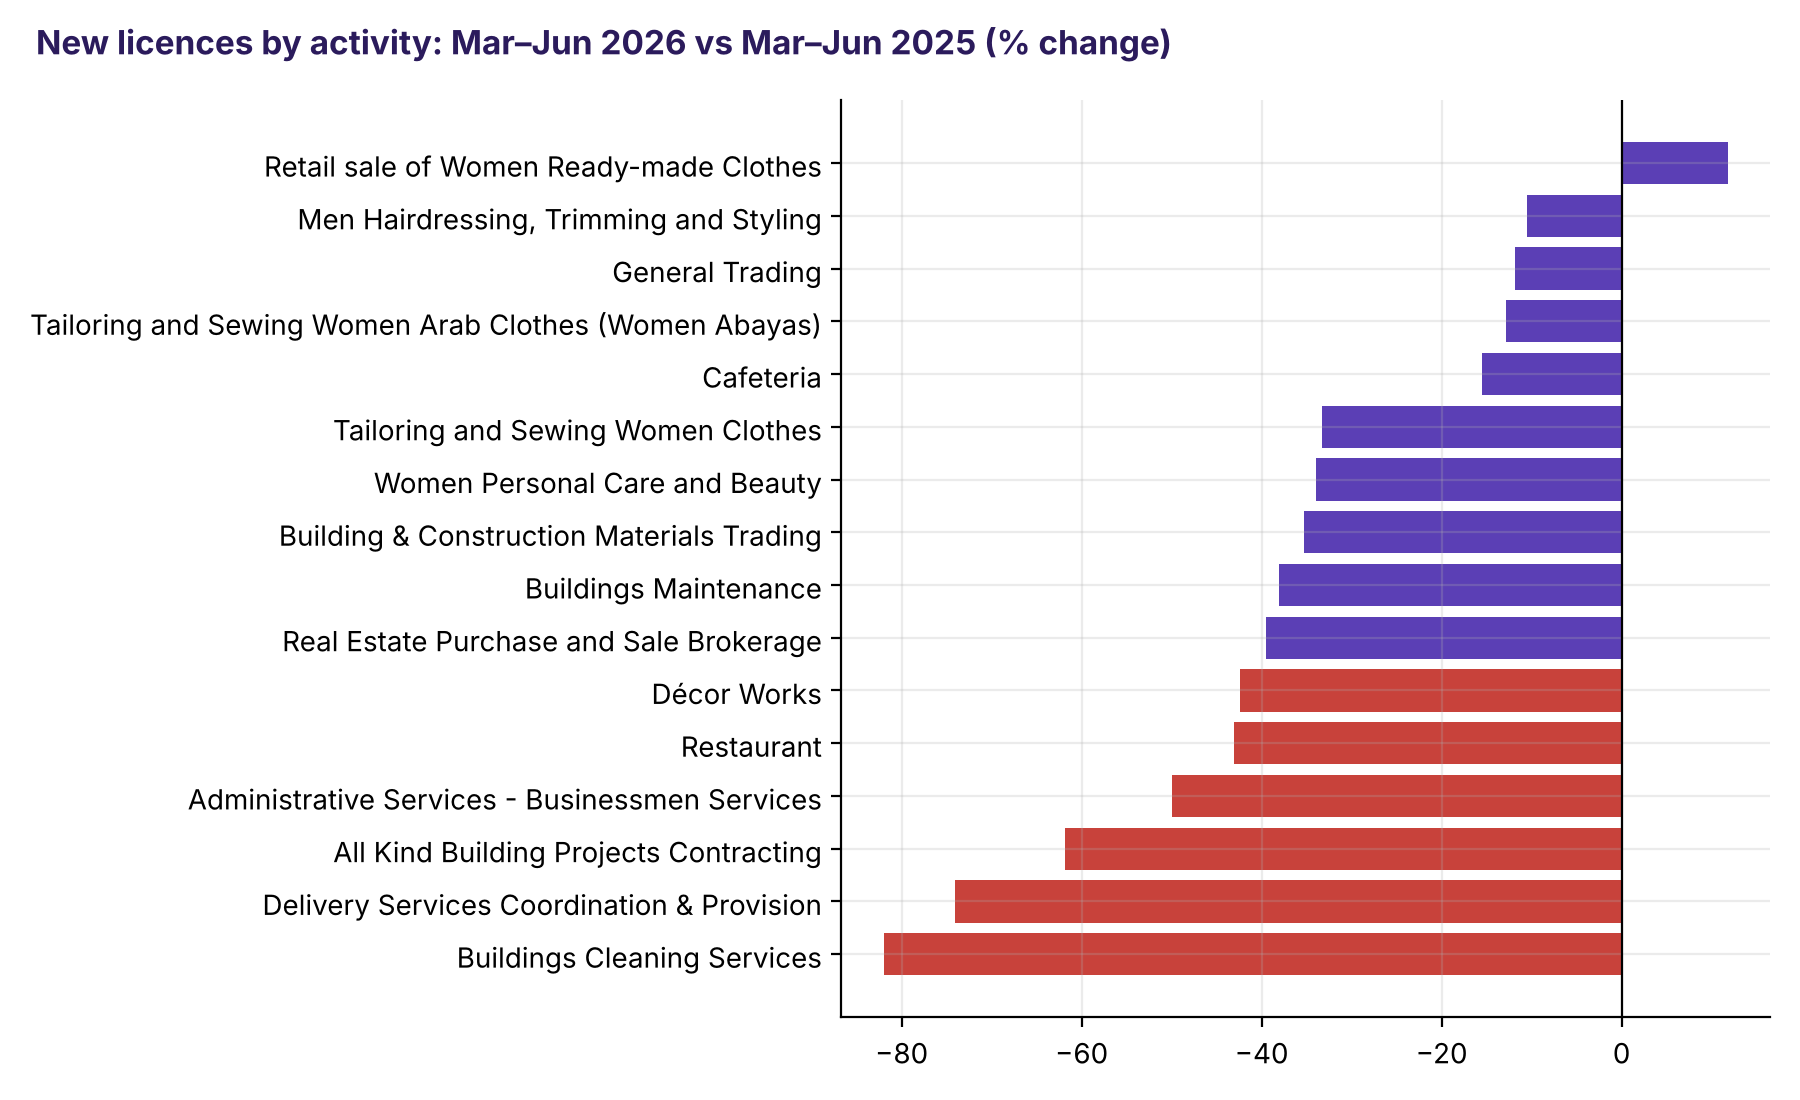 New licences by activity: Mar–Jun 2026 vs Mar–Jun 2025 (% change)
Retail sale of Women Ready-made Clothes
Men Hairdressing, Trimming and Styling
General Trading
Tailoring and Sewing Women Arab Clothes (Women Abayas)
Cafeteria
Tailoring and Sewing Women Clothes
Women Personal Care and Beauty
Building & Construction Materials Trading
Buildings Maintenance
Real Estate Purchase and Sale Brokerage
Décor Works
Restaurant
Administrative Services - Businessmen Services
All Kind Building Projects Contracting
Delivery Services Coordination & Provision
Buildings Cleaning Services
−80 −60 −40 −20 0